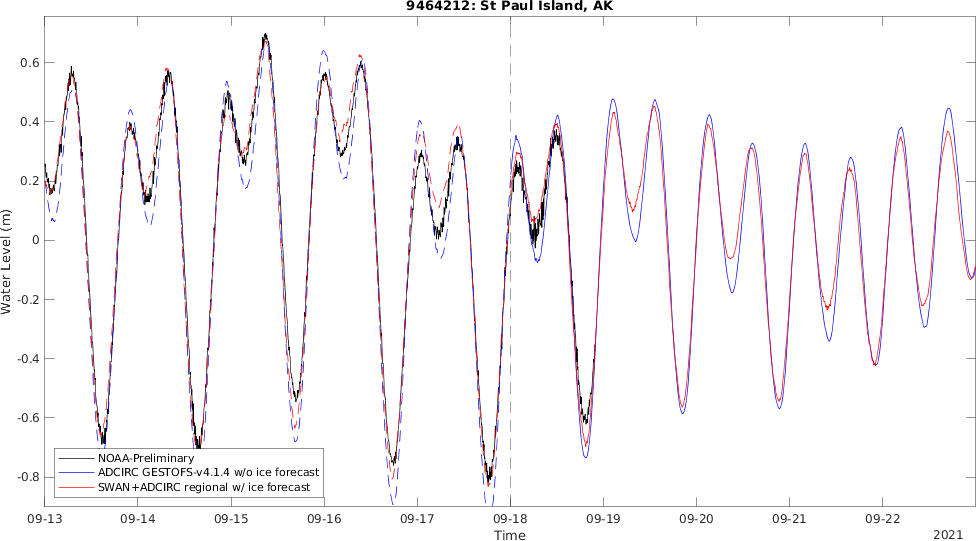 9464212: St Paul Island, AK
Water Level (m)
0.6
0.4
0.2
0
-0.2
-0.4
-0.6
-0.8
NOAA-Preliminary
ADCIRC GESTOFS-v4.1.4 w/o ice forecast
SWAN+ADCIRC regional w/ ice forecast
09-13 09-14 09-15 09-16 09-17 09-18 09-19 09-20 09-21 09-22
Time
2021